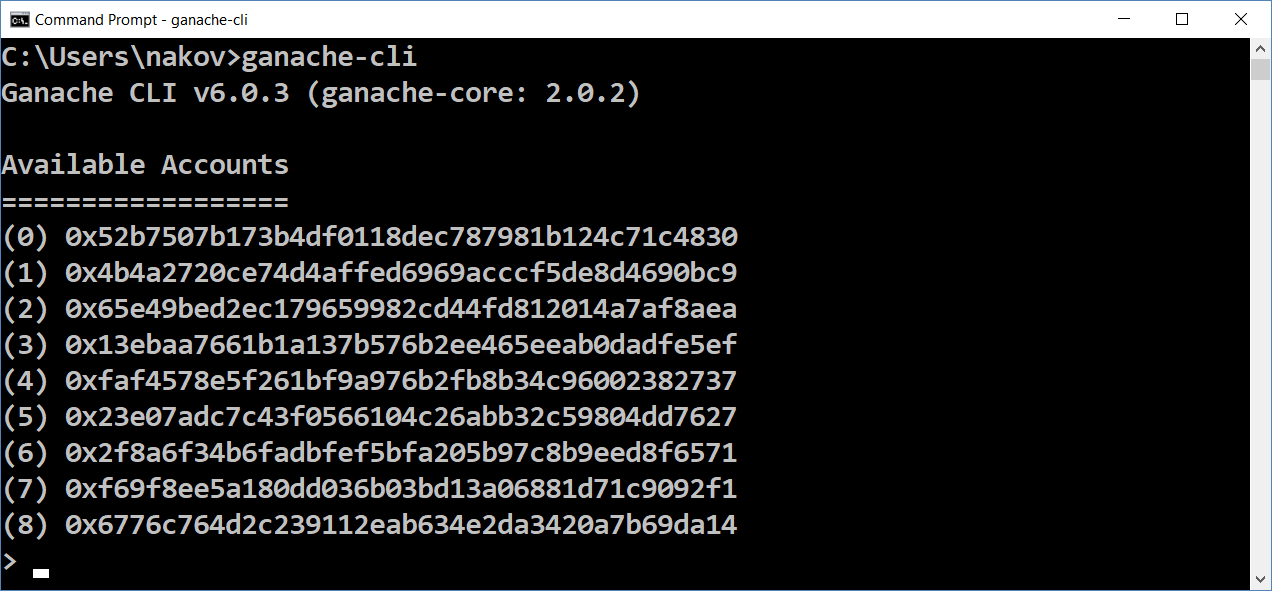 Command Prompt - ganache-cli
C:\Users\nakov>ganache-cli
Ganache CLI v6.0.3 (ganache-core: 2.0.2)
Available Accounts
==================
(0) 0x52b7507b173b4df0118dec787981b124c71c4830
(1) 0x4b4a2720ce74d4affed6969acccf5de8d4690bc9
(2) 0x65e49bed2ec179659982cd44fd812014a7af8aea
(3) 0x13ebaa7661b1a137b576b2ee465eeab0dadfe5ef
(4) 0xfaf4578e5f261bf9a976b2fb8b34c96002382737
(5) 0x23e07adc7c43f0566104c26abb32c59804dd7627
(6) 0x2f8a6f34b6fadbfef5bfa205b97c8b9eed8f6571
(7) 0xf69f8ee5a180dd036b03bd13a06881d71c9092f1
(8) 0x6776c764d2c239112eab634e2da3420a7b69da14
>